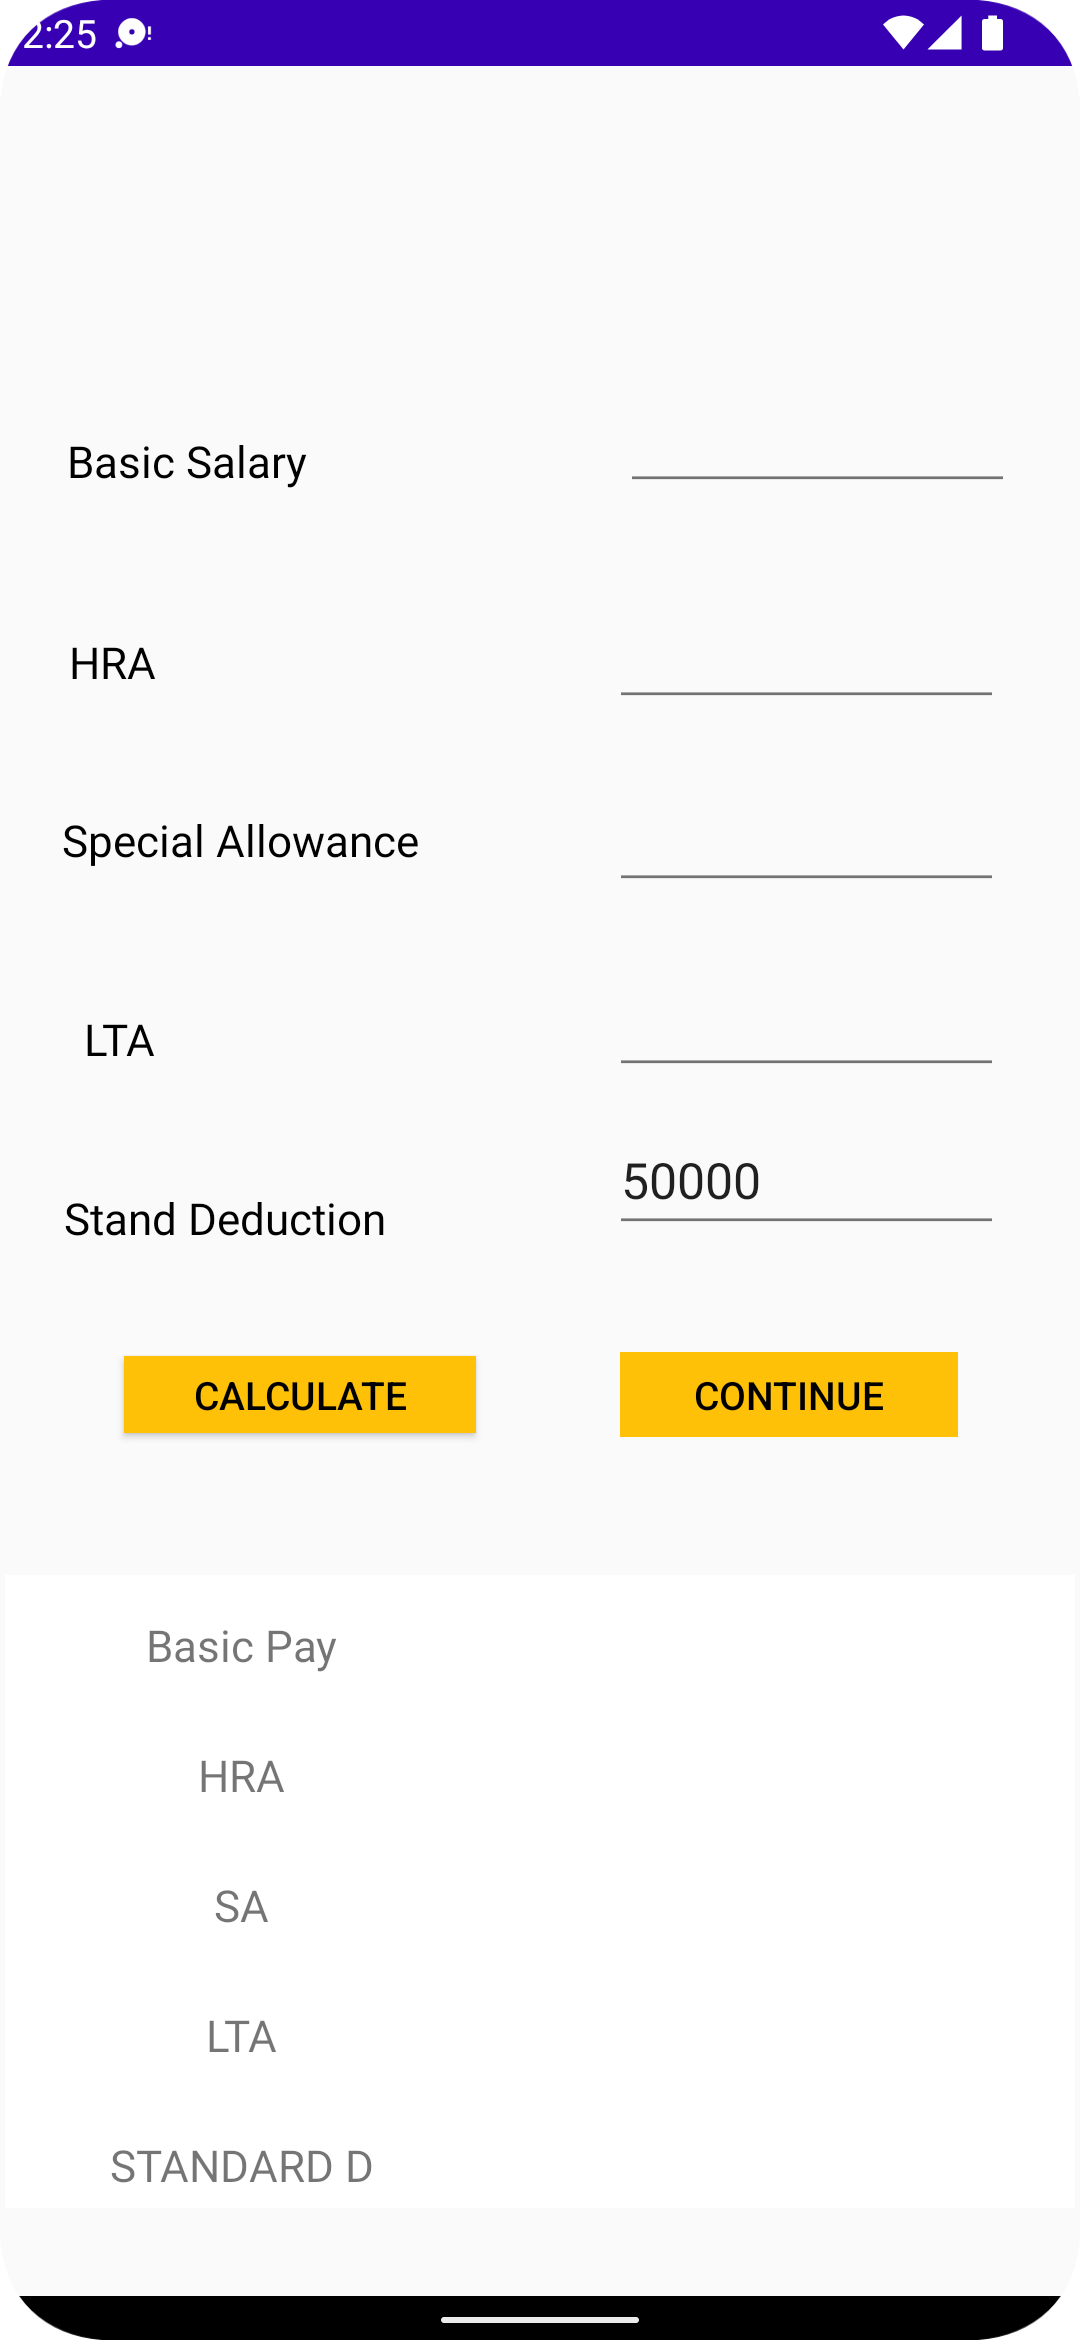 2:25
Basic Salary
HRA
Special Allowance
LTA
50000
Stand Deduction
CALCULATE CONTINUE
Basic Pay
HRA
SA
LTA
STANDARD D